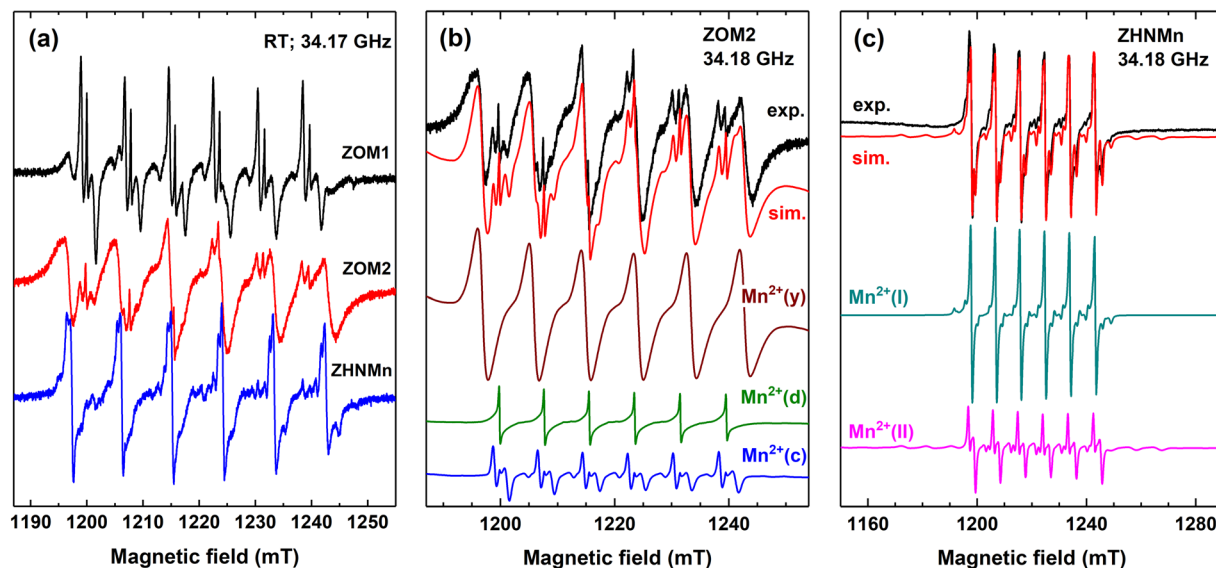 (a)
RT; 34.17 GHz
ZOM1
ZOM2
ZHNMn
1190 1200 1210 1220 1230 1240 1250
Magnetic field (mT)
(b)
ZOM2
34.18 GHz
exp.
sim.
Mn²⁺(y)
Mn²⁺(d)
Mn²⁺(c)
1200 1220 1240
Magnetic field (mT)
(c)
ZHNMn
34.18 GHz
exp.
sim.
Mn²⁺(I)
Mn²⁺(II)
1160 1200 1240 1280
Magnetic field (mT)